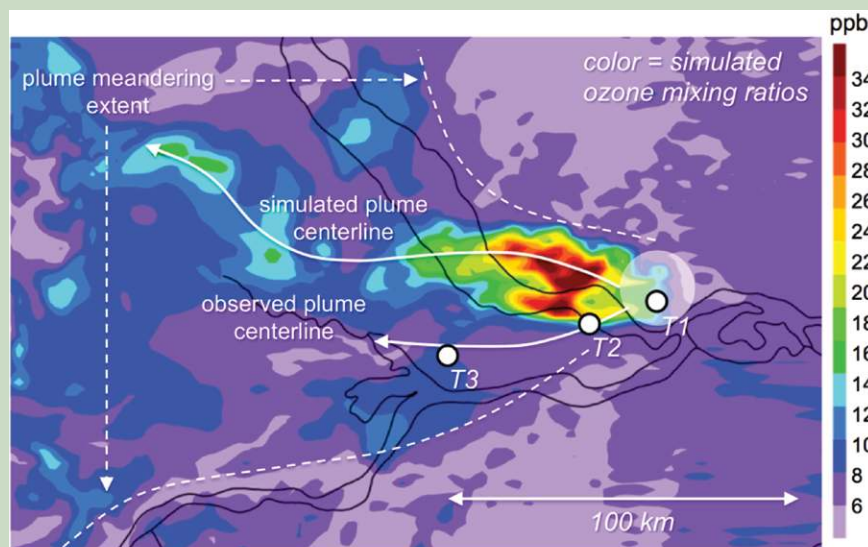 ppb
plume meandering
extent
color = simulated
ozone mixing ratios
simulated plume
centerline
observed plume
centerline
T1
T2
T3
100 km
34
32
30
28
26
24
22
20
18
16
14
12
10
8
6